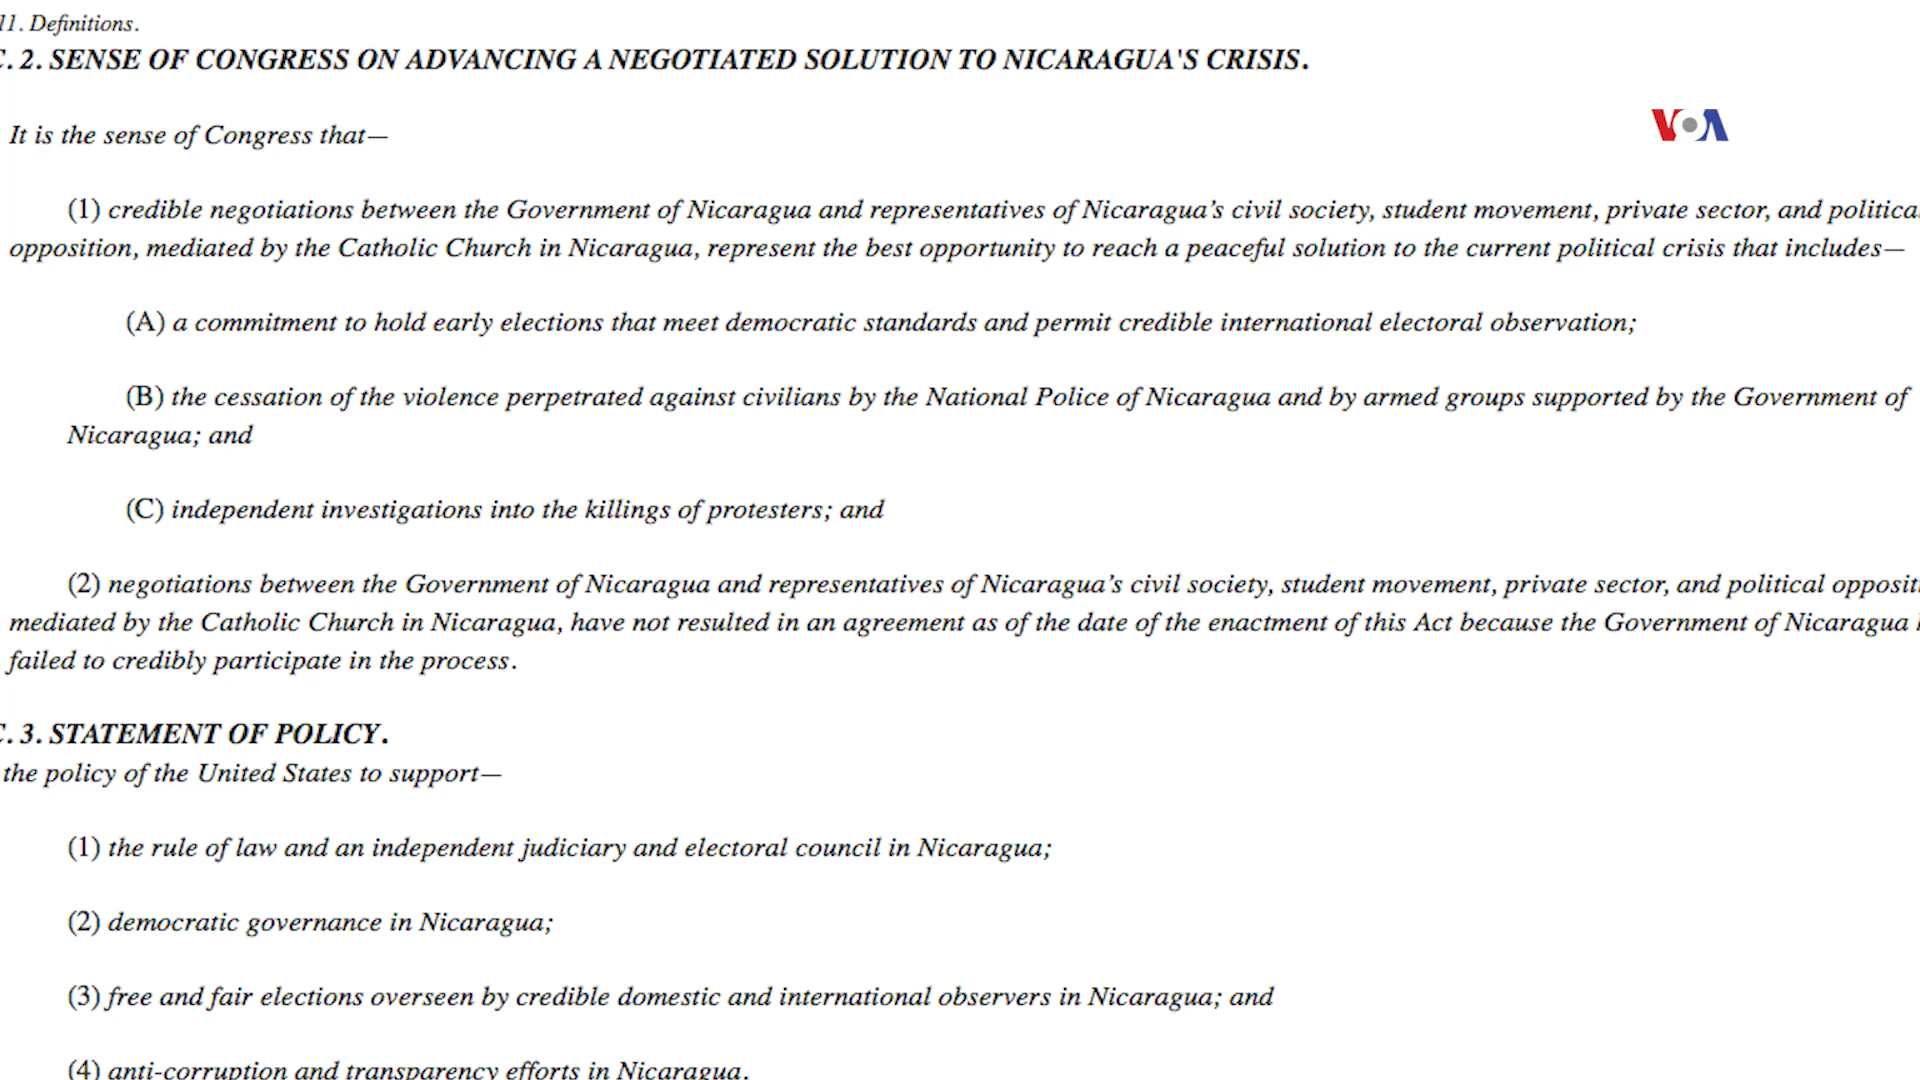 11. Definitions.
C. 2. SENSE OF CONGRESS ON ADVANCING A NEGOTIATED SOLUTION TO NICARAGUA'S CRISIS.
VOA
It is the sense of Congress that—
(1) credible negotiations between the Government of Nicaragua and representatives of Nicaragua’s civil society, student movement, private sector, and politica
opposition, mediated by the Catholic Church in Nicaragua, represent the best opportunity to reach a peaceful solution to the current political crisis that includes—
(A) a commitment to hold early elections that meet democratic standards and permit credible international electoral observation;
(B) the cessation of the violence perpetrated against civilians by the National Police of Nicaragua and by armed groups supported by the Government of
Nicaragua; and
(C) independent investigations into the killings of protesters; and
(2) negotiations between the Government of Nicaragua and representatives of Nicaragua’s civil society, student movement, private sector, and political oppositi
mediated by the Catholic Church in Nicaragua, have not resulted in an agreement as of the date of the enactment of this Act because the Government of Nicaragua
failed to credibly participate in the process.
C. 3. STATEMENT OF POLICY.
the policy of the United States to support—
(1) the rule of law and an independent judiciary and electoral council in Nicaragua;
(2) democratic governance in Nicaragua;
(3) free and fair elections overseen by credible domestic and international observers in Nicaragua; and
(4) anti-corruption and transparency efforts in Nicaragua.